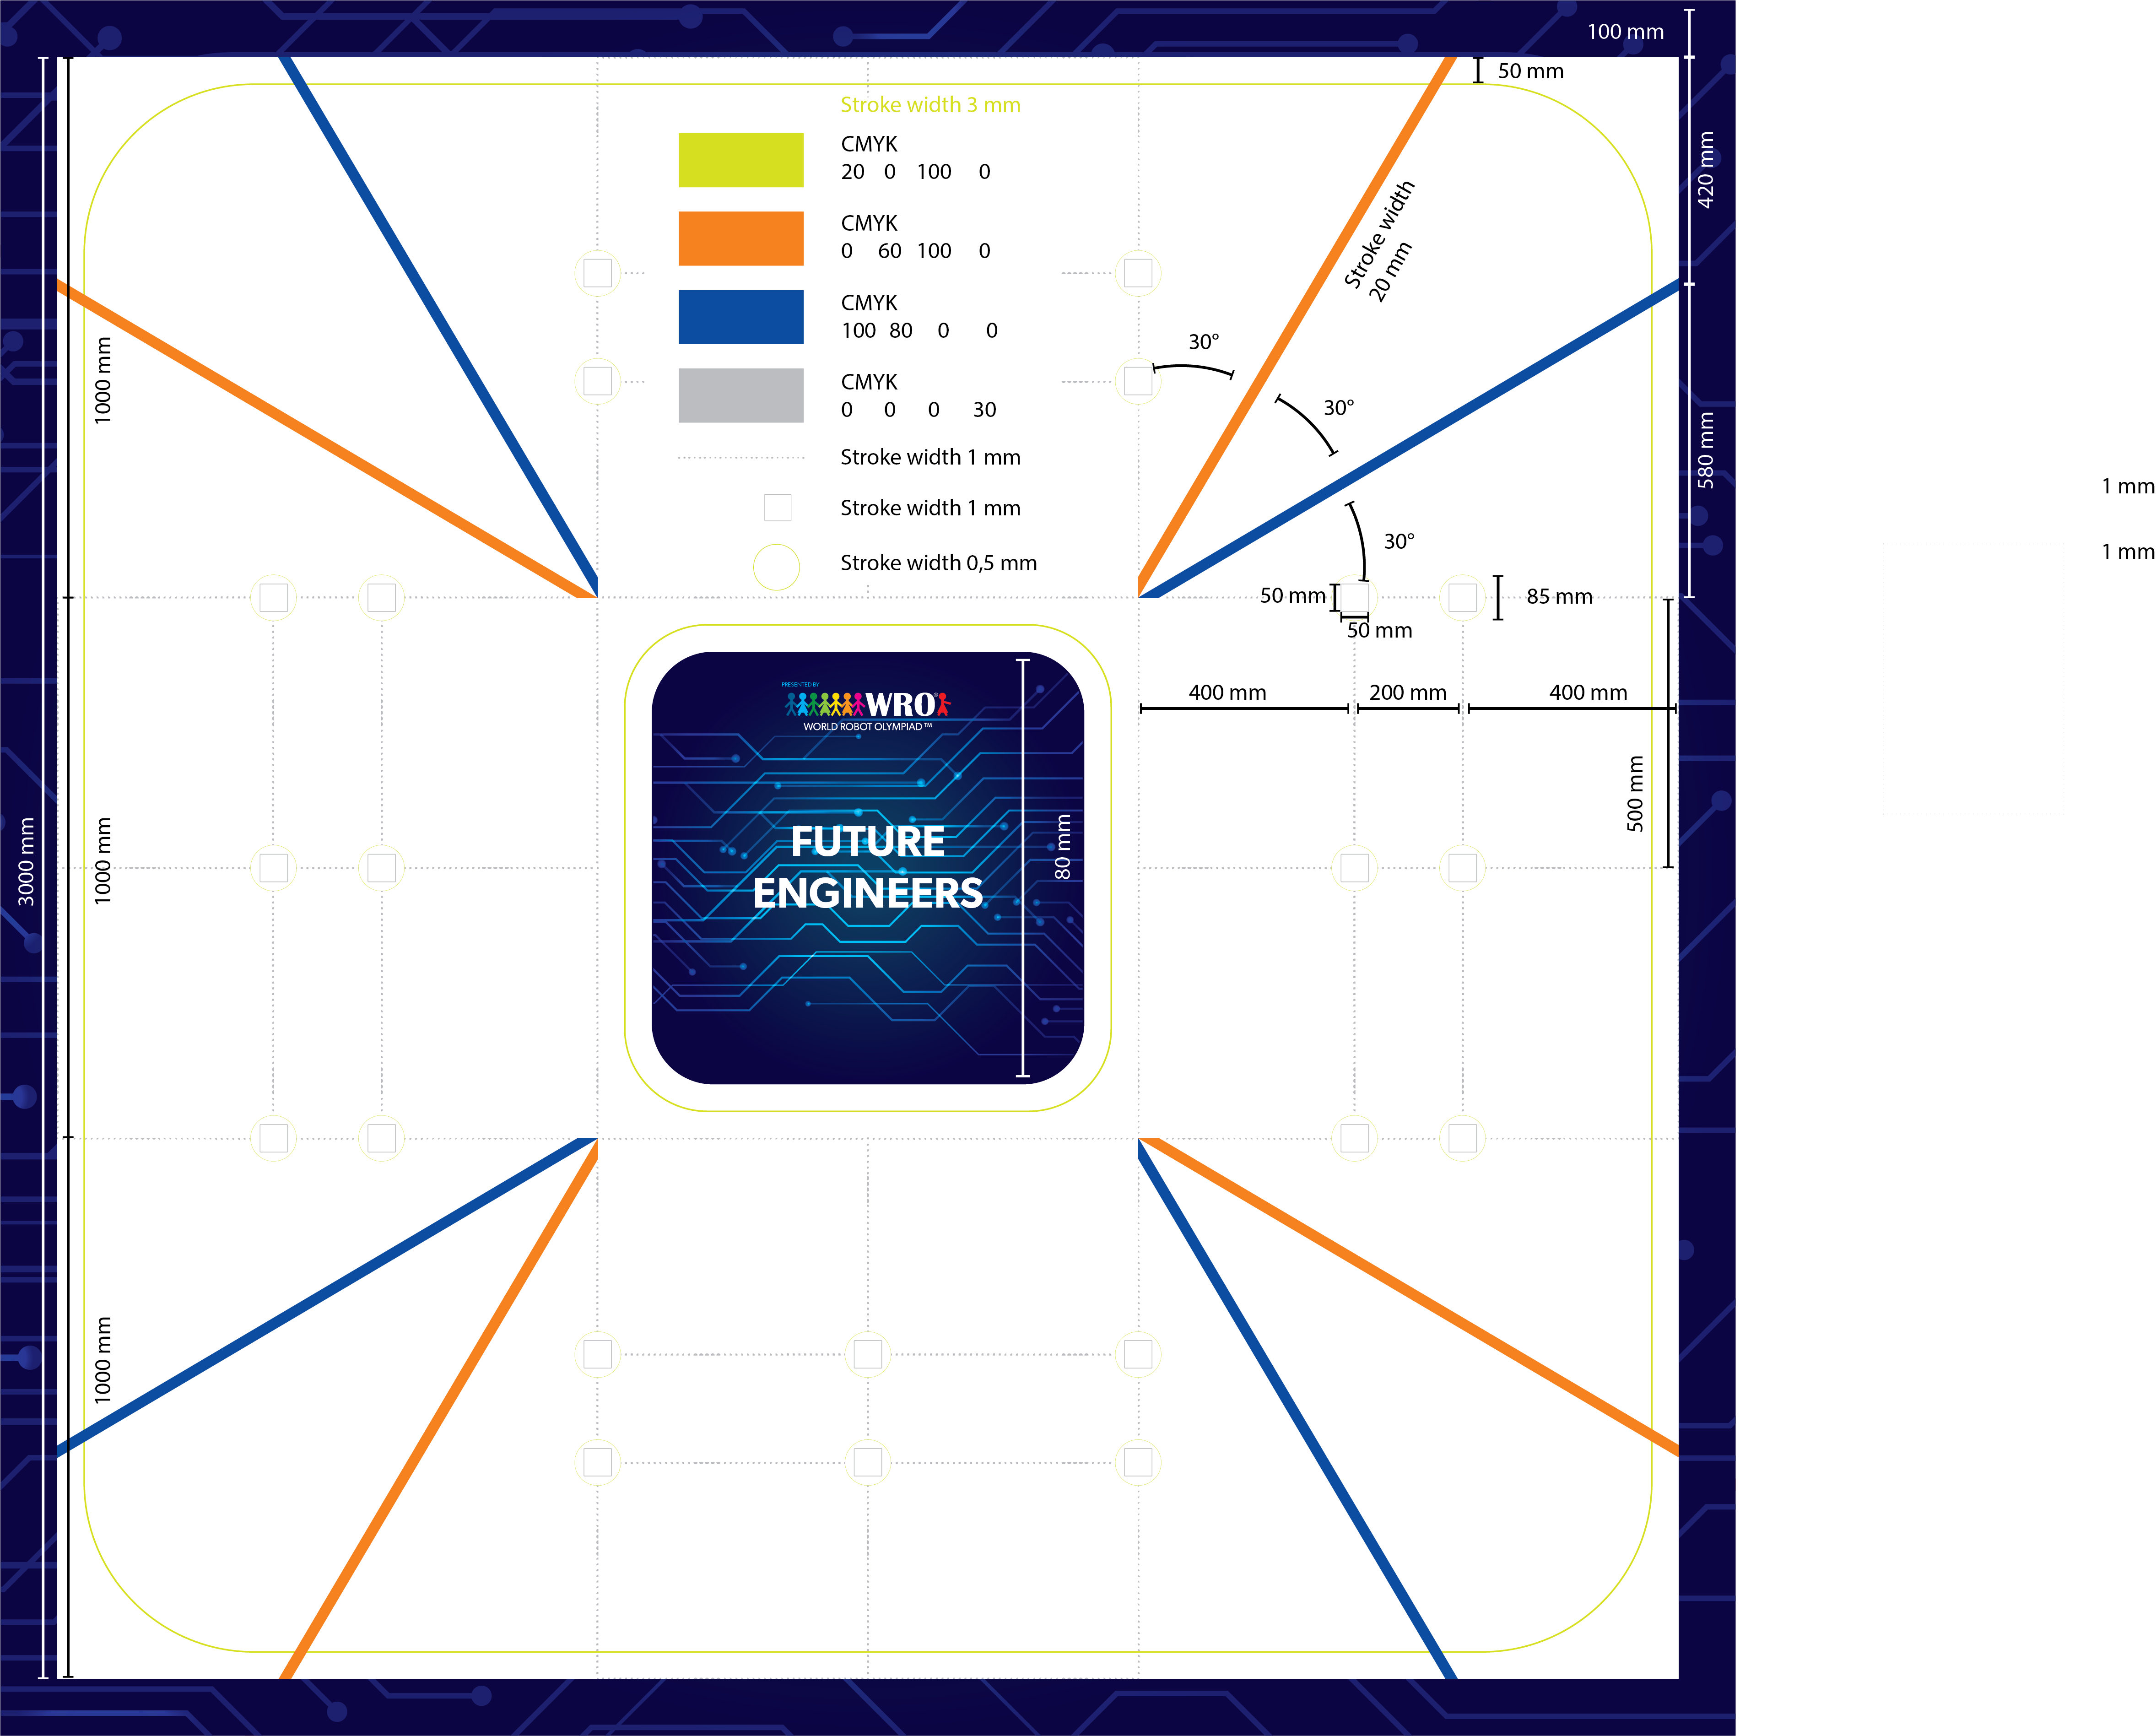 100 mm
50 mm
Stroke width 3 mm
CMYK
20 0 100 0
420 mm
CMYK
0 60 100 0
Stroke width
20 mm
CMYK
100 80 0 0
30°
1000 mm
CMYK
0 0 0 30
30°
Stroke width 1 mm
580 mm
1 mm
Stroke width 1 mm
30°
1 mm
Stroke width 0,5 mm
50 mm
85 mm
50 mm
PRESENTED BY
WRO®
WORLD ROBOT OLYMPIAD™
400 mm
200 mm
400 mm
500 mm
3000 mm
1000 mm
FUTURE
ENGINEERS
80 mm
1000 mm